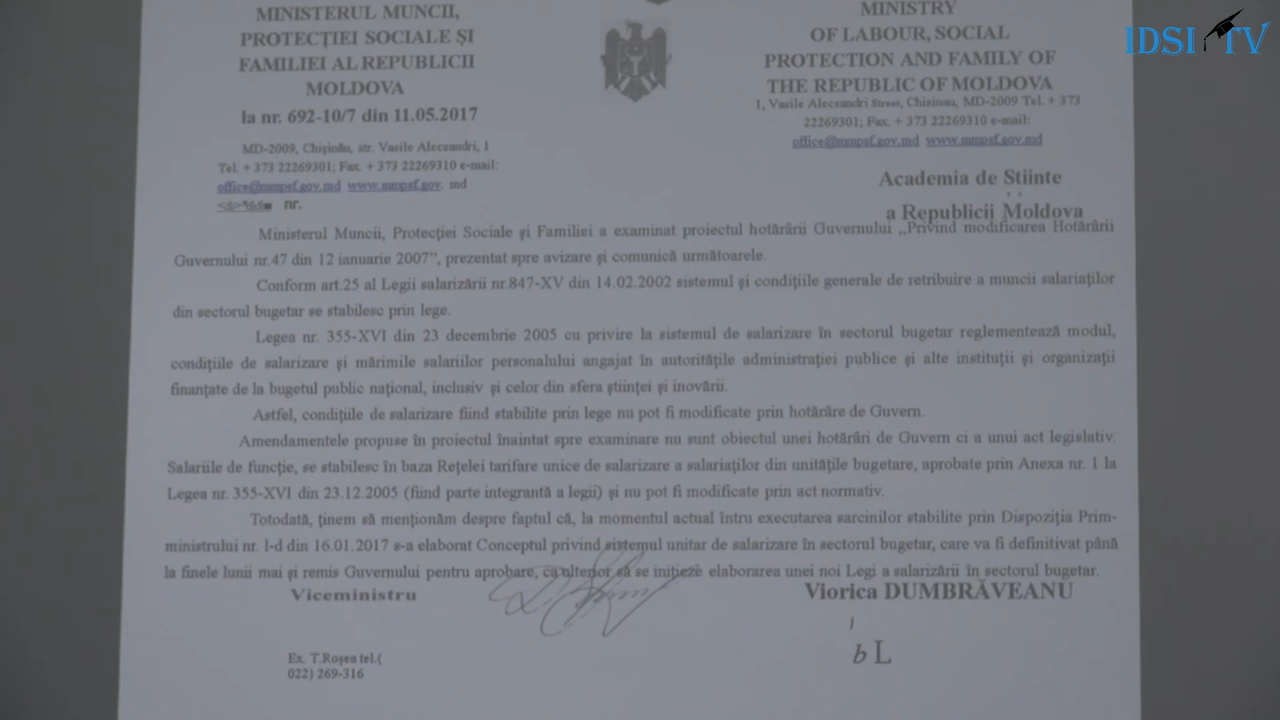 IDSI TV
MINISTERUL MUNCII,
PROTECŢIEI SOCIALE ŞI
FAMILIEI AL REPUBLICII
MOLDOVA
la nr. 692-10/7 din 11.05.2017
MD-2009, Chişinău, str. Vasile Alecsandri, 1
Tel. + 373 22269301; Fax. + 373 22269310 e-mail:
office@mmpsf.gov.md www.mmpsf.gov. md
nr.
MINISTRY
OF LABOUR, SOCIAL
PROTECTION AND FAMILY OF
THE REPUBLIC OF MOLDOVA
1, Vasile Alecsandri Street, Chisinau, MD-2009 Tel. + 373
22269301; Fax. + 373 22269310 e-mail:
office@mmpsf.gov.md www.mmpsf.gov.md
Academia de Stiinte
a Republicii Moldova
Ministerul Muncii, Protecţiei Sociale şi Familiei a examinat proiectul hotărârii Guvernului „Privind modificarea Hotărârii
Guvernului nr.47 din 12 ianuarie 2007”, prezentat spre avizare şi comunică următoarele.
Conform art.25 al Legii salarizării nr.847-XV din 14.02.2002 sistemul şi condiţiile generale de retribuire a muncii salariaţilor
din sectorul bugetar se stabilesc prin lege.
Legea nr. 355-XVI din 23 decembrie 2005 cu privire la sistemul de salarizare în sectorul bugetar reglementează modul,
condiţiile de salarizare şi mărimile salariilor personalului angajat în autorităţile administraţiei publice şi alte instituţii şi organizaţii
finanţate de la bugetul public naţional, inclusiv şi celor din sfera ştiinţei şi inovării.
Astfel, condiţiile de salarizare fiind stabilite prin lege nu pot fi modificate prin hotărâre de Guvern.
Amendamentele propuse în proiectul înaintat spre examinare nu sunt obiectul unei hotărâri de Guvern ci a unui act legislativ.
Salariile de funcţie, se stabilesc în baza Reţelei tarifare unice de salarizare a salariaţilor din unităţile bugetare, aprobate prin Anexa nr. 1 la
Legea nr. 355-XVI din 23.12.2005 (fiind parte integrantă a legii) şi nu pot fi modificate prin act normativ.
Totodată, ţinem să menţionăm despre faptul că, la momentul actual întru executarea sarcinilor stabilite prin Dispoziţia Prim-
ministrului nr. 1-d din 16.01.2017 s-a elaborat Conceptul privind sistemul unitar de salarizare în sectorul bugetar, care va fi definitivat până
la finele lunii mai şi remis Guvernului pentru aprobare, ca ulterior să se iniţieze elaborarea unei noi Legi a salarizării în sectorul bugetar.
Viceministru
Viorica DUMBRĂVEANU
b L
Ex. T.Roşca tel.(
022) 269-316